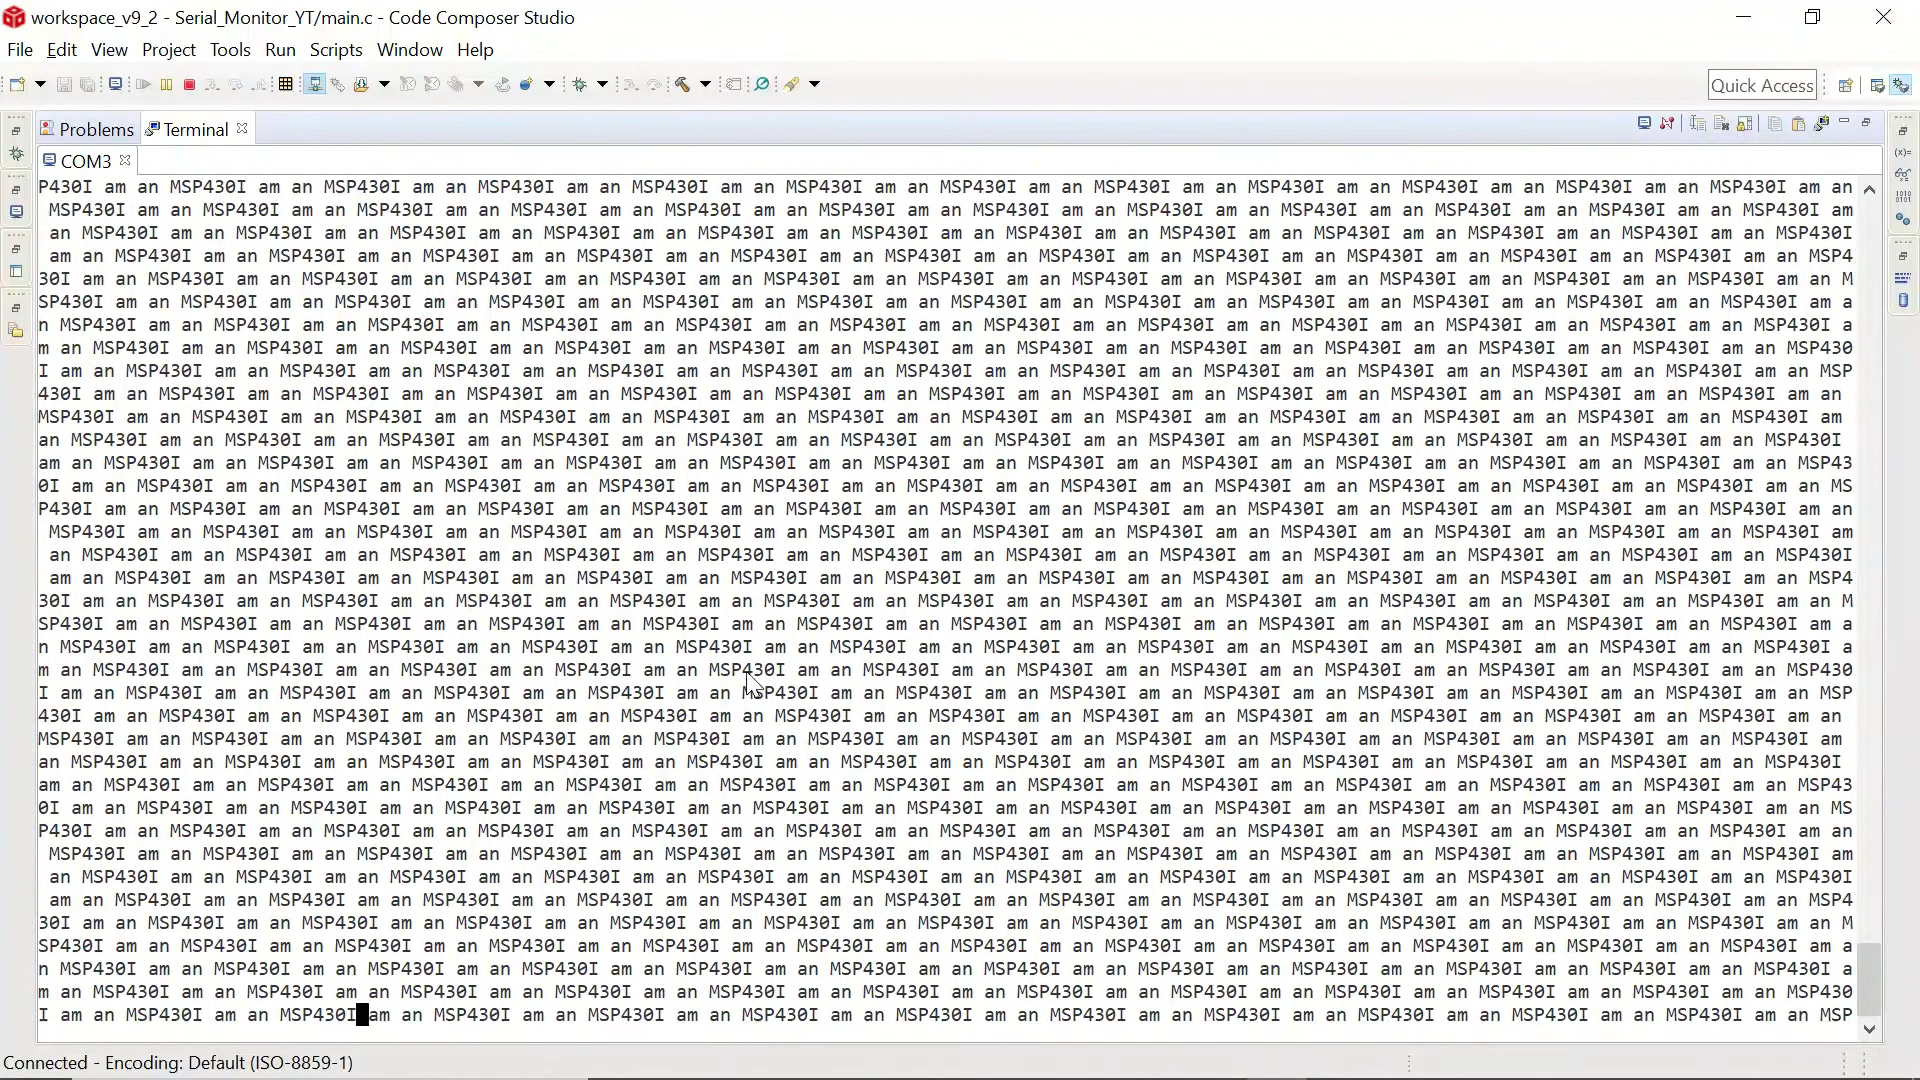 workspace_v9_2 - Serial_Monitor_YT/main.c - Code Composer Studio
File Edit View Project Tools Run Scripts Window Help
Quick Access
Problems Terminal
COM3
P430I am an MSP430I am an MSP430I am an MSP430I am an MSP430I am an MSP430I am an MSP430I am an MSP430I am an MSP430I am an MSP430I am an MSP430I am an MSP430I am an
MSP430I am an MSP430I am an MSP430I am an MSP430I am an MSP430I am an MSP430I am an MSP430I am an MSP430I am an MSP430I am an MSP430I am an MSP430I am an MSP430I am
an MSP430I am an MSP430I am an MSP430I am an MSP430I am an MSP430I am an MSP430I am an MSP430I am an MSP430I am an MSP430I am an MSP430I am an MSP430I am an MSP430I
am an MSP430I am an MSP430I am an MSP430I am an MSP430I am an MSP430I am an MSP430I am an MSP430I am an MSP430I am an MSP430I am an MSP430I am an MSP430I am an MSP4
30I am an MSP430I am an MSP430I am an MSP430I am an MSP430I am an MSP430I am an MSP430I am an MSP430I am an MSP430I am an MSP430I am an MSP430I am an MSP430I am an M
SP430I am an MSP430I am an MSP430I am an MSP430I am an MSP430I am an MSP430I am an MSP430I am an MSP430I am an MSP430I am an MSP430I am an MSP430I am an MSP430I am a
n MSP430I am an MSP430I am an MSP430I am an MSP430I am an MSP430I am an MSP430I am an MSP430I am an MSP430I am an MSP430I am an MSP430I am an MSP430I am an MSP430I a
m an MSP430I am an MSP430I am an MSP430I am an MSP430I am an MSP430I am an MSP430I am an MSP430I am an MSP430I am an MSP430I am an MSP430I am an MSP430I am an MSP430
I am an MSP430I am an MSP430I am an MSP430I am an MSP430I am an MSP430I am an MSP430I am an MSP430I am an MSP430I am an MSP430I am an MSP430I am an MSP430I am an MSP
430I am an MSP430I am an MSP430I am an MSP430I am an MSP430I am an MSP430I am an MSP430I am an MSP430I am an MSP430I am an MSP430I am an MSP430I am an MSP430I am an
MSP430I am an MSP430I am an MSP430I am an MSP430I am an MSP430I am an MSP430I am an MSP430I am an MSP430I am an MSP430I am an MSP430I am an MSP430I am an MSP430I am
an MSP430I am an MSP430I am an MSP430I am an MSP430I am an MSP430I am an MSP430I am an MSP430I am an MSP430I am an MSP430I am an MSP430I am an MSP430I am an MSP430I
am an MSP430I am an MSP430I am an MSP430I am an MSP430I am an MSP430I am an MSP430I am an MSP430I am an MSP430I am an MSP430I am an MSP430I am an MSP430I am an MSP43
0I am an MSP430I am an MSP430I am an MSP430I am an MSP430I am an MSP430I am an MSP430I am an MSP430I am an MSP430I am an MSP430I am an MSP430I am an MSP430I am an MS
P430I am an MSP430I am an MSP430I am an MSP430I am an MSP430I am an MSP430I am an MSP430I am an MSP430I am an MSP430I am an MSP430I am an MSP430I am an MSP430I am an
MSP430I am an MSP430I am an MSP430I am an MSP430I am an MSP430I am an MSP430I am an MSP430I am an MSP430I am an MSP430I am an MSP430I am an MSP430I am an MSP430I am
an MSP430I am an MSP430I am an MSP430I am an MSP430I am an MSP430I am an MSP430I am an MSP430I am an MSP430I am an MSP430I am an MSP430I am an MSP430I am an MSP430I
am an MSP430I am an MSP430I am an MSP430I am an MSP430I am an MSP430I am an MSP430I am an MSP430I am an MSP430I am an MSP430I am an MSP430I am an MSP430I am an MSP4
30I am an MSP430I am an MSP430I am an MSP430I am an MSP430I am an MSP430I am an MSP430I am an MSP430I am an MSP430I am an MSP430I am an MSP430I am an MSP430I am an M
SP430I am an MSP430I am an MSP430I am an MSP430I am an MSP430I am an MSP430I am an MSP430I am an MSP430I am an MSP430I am an MSP430I am an MSP430I am an MSP430I am a
n MSP430I am an MSP430I am an MSP430I am an MSP430I am an MSP430I am an MSP430I am an MSP430I am an MSP430I am an MSP430I am an MSP430I am an MSP430I am an MSP430I a
m an MSP430I am an MSP430I am an MSP430I am an MSP430I am an MSP430I am an MSP430I am an MSP430I am an MSP430I am an MSP430I am an MSP430I am an MSP430I am an MSP430
I am an MSP430I am an MSP430I am an MSP430I am an MSP430I am an MSP430I am an MSP430I am an MSP430I am an MSP430I am an MSP430I am an MSP430I am an MSP430I am an MSP
430I am an MSP430I am an MSP430I am an MSP430I am an MSP430I am an MSP430I am an MSP430I am an MSP430I am an MSP430I am an MSP430I am an MSP430I am an MSP430I am an
MSP430I am an MSP430I am an MSP430I am an MSP430I am an MSP430I am an MSP430I am an MSP430I am an MSP430I am an MSP430I am an MSP430I am an MSP430I am an MSP430I am
an MSP430I am an MSP430I am an MSP430I am an MSP430I am an MSP430I am an MSP430I am an MSP430I am an MSP430I am an MSP430I am an MSP430I am an MSP430I am an MSP430I
am an MSP430I am an MSP430I am an MSP430I am an MSP430I am an MSP430I am an MSP430I am an MSP430I am an MSP430I am an MSP430I am an MSP430I am an MSP430I am an MSP43
0I am an MSP430I am an MSP430I am an MSP430I am an MSP430I am an MSP430I am an MSP430I am an MSP430I am an MSP430I am an MSP430I am an MSP430I am an MSP430I am an MS
P430I am an MSP430I am an MSP430I am an MSP430I am an MSP430I am an MSP430I am an MSP430I am an MSP430I am an MSP430I am an MSP430I am an MSP430I am an MSP430I am an
MSP430I am an MSP430I am an MSP430I am an MSP430I am an MSP430I am an MSP430I am an MSP430I am an MSP430I am an MSP430I am an MSP430I am an MSP430I am an MSP430I am
an MSP430I am an MSP430I am an MSP430I am an MSP430I am an MSP430I am an MSP430I am an MSP430I am an MSP430I am an MSP430I am an MSP430I am an MSP430I am an MSP430I
am an MSP430I am an MSP430I am an MSP430I am an MSP430I am an MSP430I am an MSP430I am an MSP430I am an MSP430I am an MSP430I am an MSP430I am an MSP430I am an MSP4
30I am an MSP430I am an MSP430I am an MSP430I am an MSP430I am an MSP430I am an MSP430I am an MSP430I am an MSP430I am an MSP430I am an MSP430I am an MSP430I am an M
SP430I am an MSP430I am an MSP430I am an MSP430I am an MSP430I am an MSP430I am an MSP430I am an MSP430I am an MSP430I am an MSP430I am an MSP430I am an MSP430I am a
n MSP430I am an MSP430I am an MSP430I am an MSP430I am an MSP430I am an MSP430I am an MSP430I am an MSP430I am an MSP430I am an MSP430I am an MSP430I am an MSP430I a
m an MSP430I am an MSP430I am an MSP430I am an MSP430I am an MSP430I am an MSP430I am an MSP430I am an MSP430I am an MSP430I am an MSP430I am an MSP430I am an MSP430
I am an MSP430I am an MSP430I am an MSP430I am an MSP430I am an MSP430I am an MSP430I am an MSP430I am an MSP430I am an MSP430I am an MSP430I am an MSP430I am an MSP
Connected - Encoding: Default (ISO-8859-1)